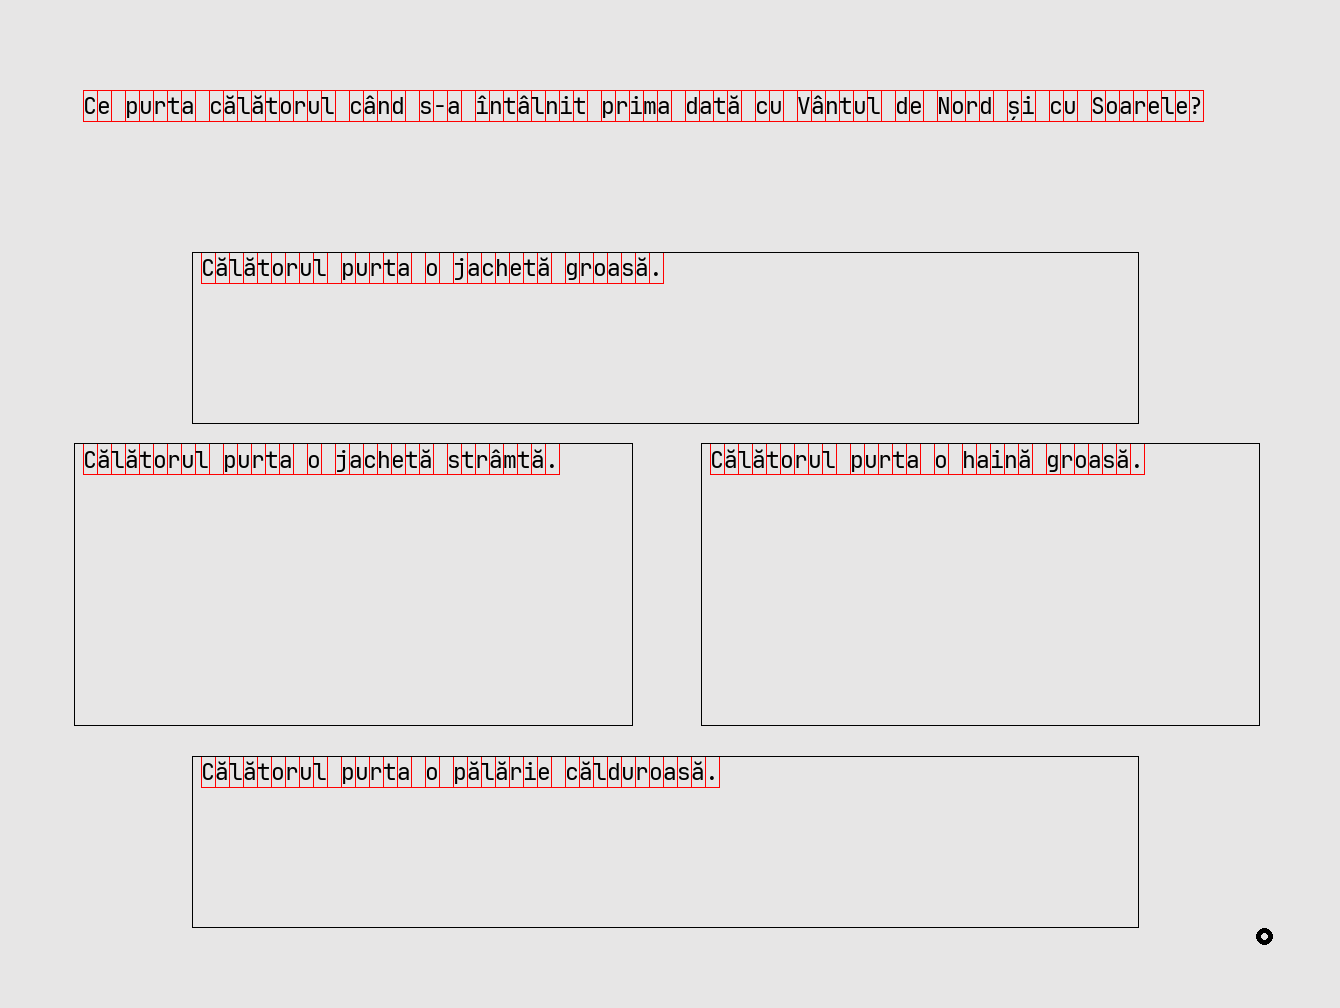 Ce purta călătorul când s-a întâlnit prima dată cu Vântul de Nord și cu Soarele?
Călătorul purta o jachetă groasă.
Călătorul purta o jachetă strâmtă.
Călătorul purta o haină groasă.
Călătorul purta o pălărie călduroasă.